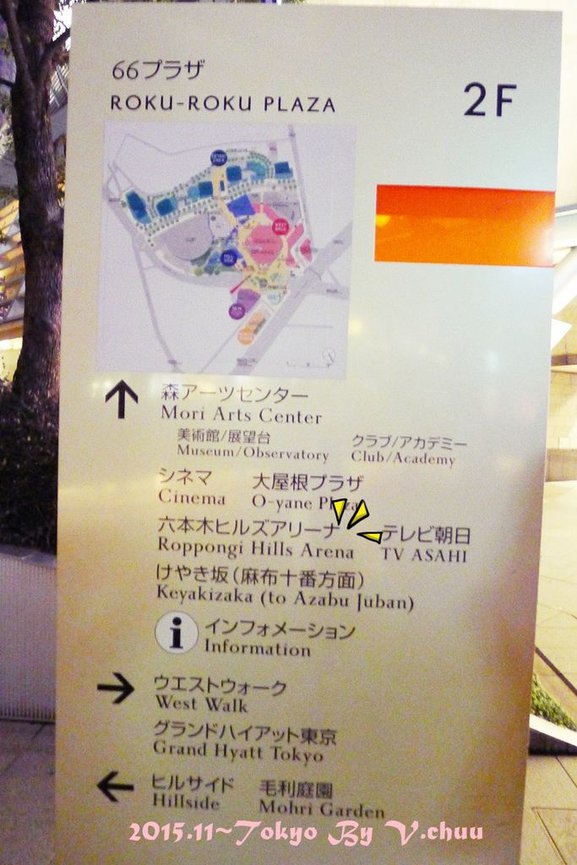 66プラザ
ROKU-ROKU PLAZA
2F
森アーツセンター
Mori Arts Center
美術館/展望台 クラブ/アカデミー
Museum/Observatory Club/Academy
シネマ 大屋根プラザ
Cinema O-yane
六本木ヒルズアリーナ テレビ朝日
Roppongi Hills Arena TV ASAHI
けやき坂(麻布十番方面)
Keyakizaka (to Azabu Juban)
i インフォメーション
Information
ウエストウォーク
West Walk
グランドハイアット東京
Grand Hyatt Tokyo
ヒルサイド 毛利庭園
Hillside Mohri Garden
2015.11~Tokyo By V.chuu